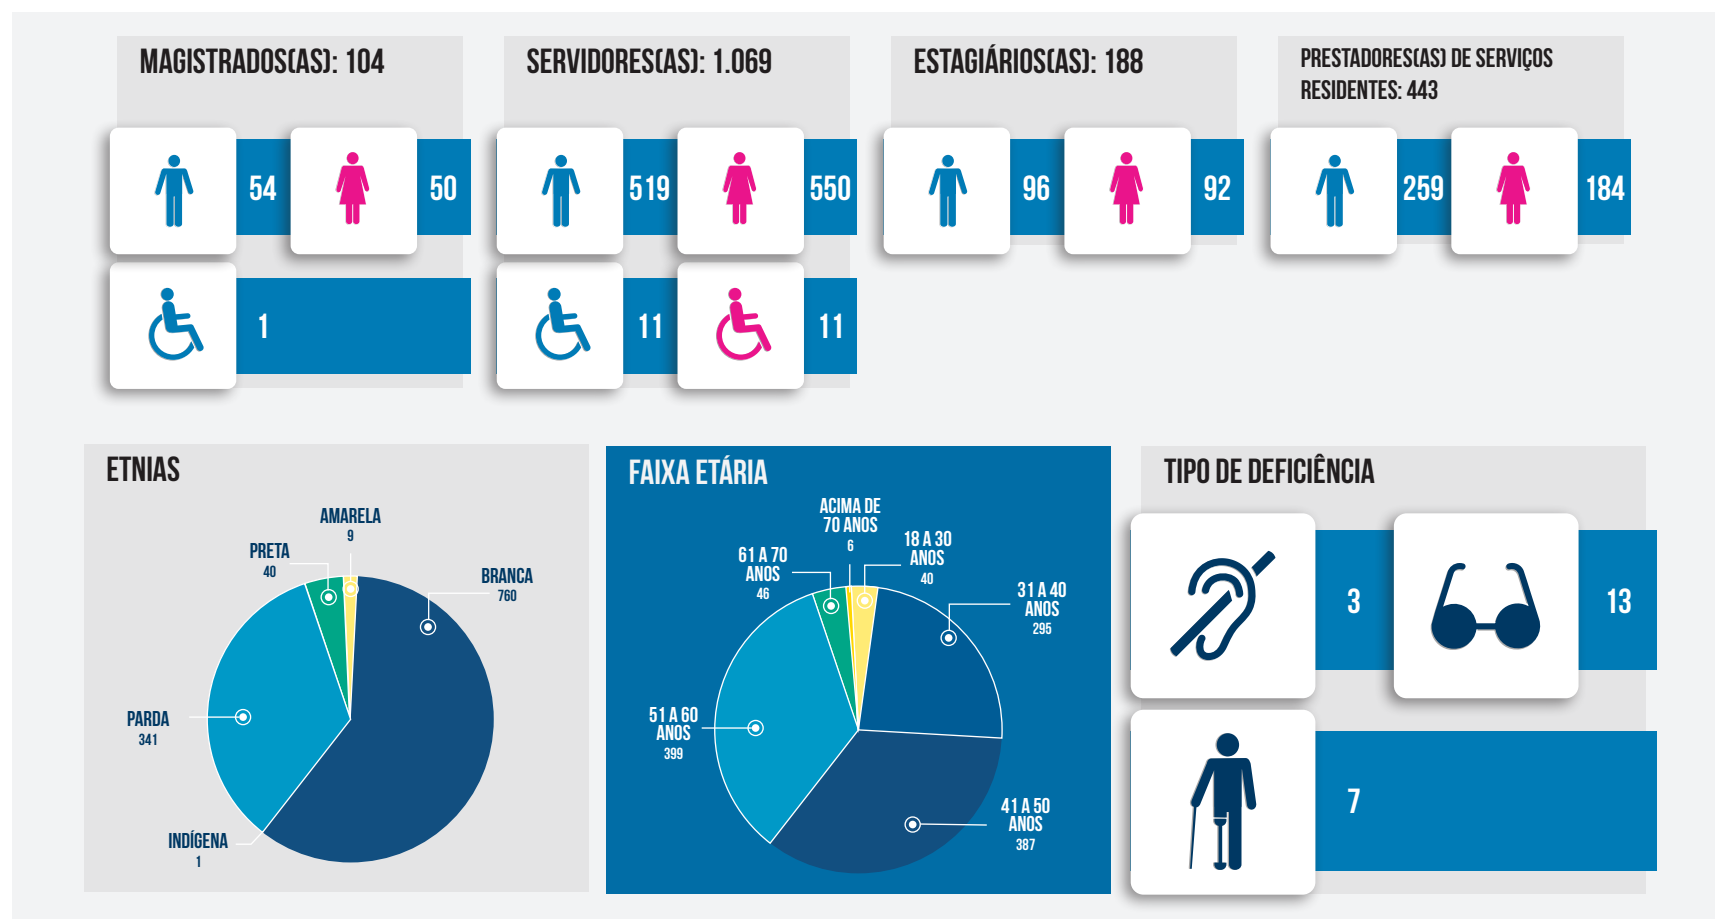 MAGISTRADOS(AS): 104
54
50
1
SERVIDORES(AS): 1.069
519
550
11
11
ESTAGIÁRIOS(AS): 188
96
92
PRESTADORES(AS) DE SERVIÇOS
RESIDENTES: 443
259
184
ETNIAS
AMARELA
9
PRETA
40
BRANCA
760
PARDA
341
INDÍGENA
1
FAIXA ETÁRIA
ACIMA DE
70 ANOS
6
18 A 30
ANOS
40
61 A 70
ANOS
46
31 A 40
ANOS
295
51 A 60
ANOS
399
41 A 50
ANOS
387
TIPO DE DEFICIÊNCIA
3
13
7